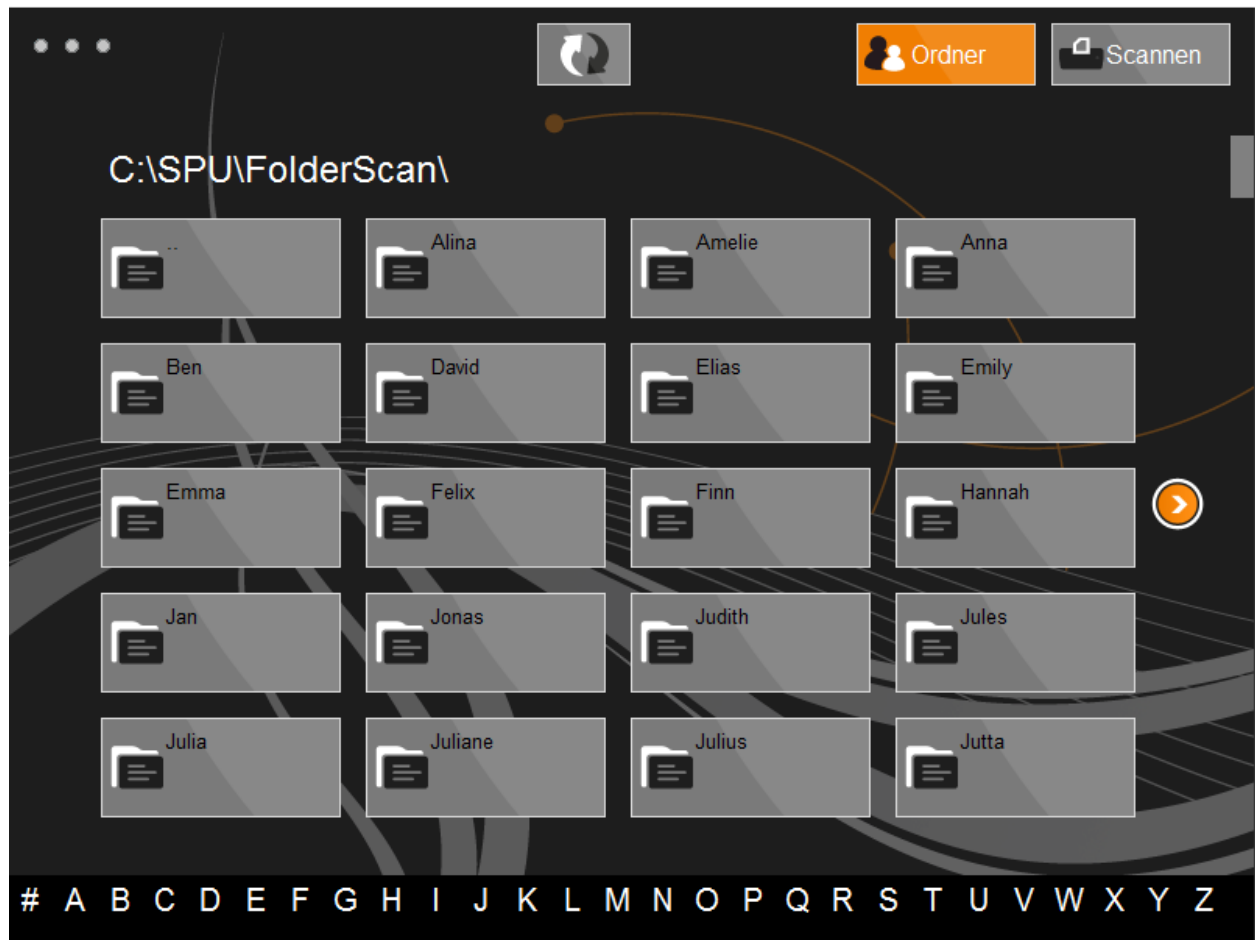 Ordner Scannen
C:\SPU\FolderScan\
.. Alina Amelie Anna
Ben David Elias Emily
Emma Felix Finn Hannah
Jan Jonas Judith Jules
Julia Juliane Julius Jutta
# A B C D E F G H I J K L M N O P Q R S T U V W X Y Z